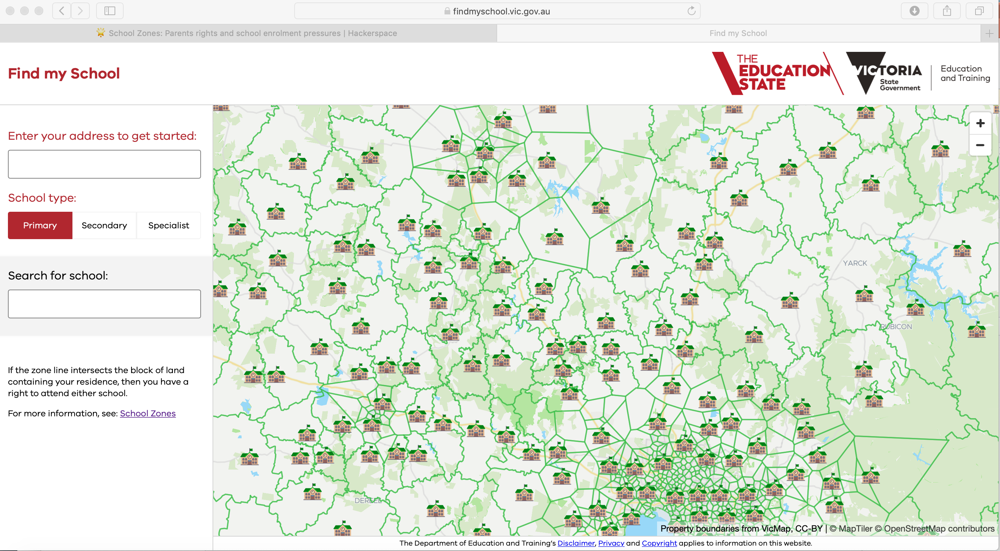 findmyschool.vic.gov.au
School Zones: Parents rights and school enrolment pressures | Hackerspace
Find my School
Find my School
THE
EDUCATION
STATE
VICTORIA
State
Government
Education
and Training
Enter your address to get started:
School type:
Primary
Secondary
Specialist
Search for school:
If the zone line intersects the block of land
containing your residence, then you have a
right to attend either school.
For more information, see: School Zones
YARCK
RUBICON
DEREEL
Property boundaries from VicMap, CC-BY | © MapTiler © OpenStreetMap contributors
The Department of Education and Training's Disclaimer, Privacy and Copyright applies to information on this website.